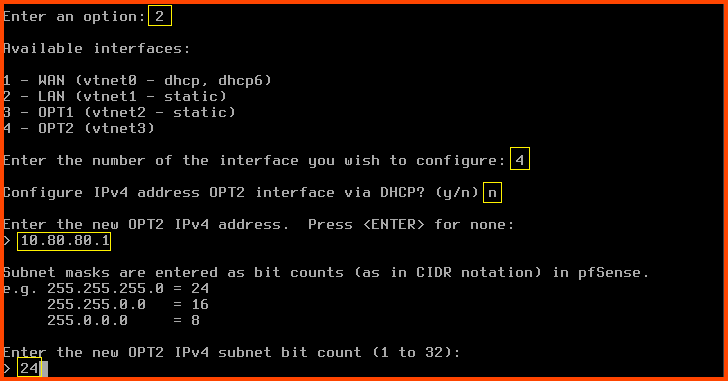 Enter an option: 2
Available interfaces:
1 - WAN (vtnet0 - dhcp, dhcp6)
2 - LAN (vtnet1 - static)
3 - OPT1 (vtnet2 - static)
4 - OPT2 (vtnet3)
Enter the number of the interface you wish to configure: 4
Configure IPv4 address OPT2 interface via DHCP? (y/n) n
Enter the new OPT2 IPv4 address.  Press <ENTER> for none:
> 10.80.80.1
Subnet masks are entered as bit counts (as in CIDR notation) in pfSense.
e.g. 255.255.255.0 = 24
     255.255.0.0   = 16
     255.0.0.0     = 8
Enter the new OPT2 IPv4 subnet bit count (1 to 32):
> 24